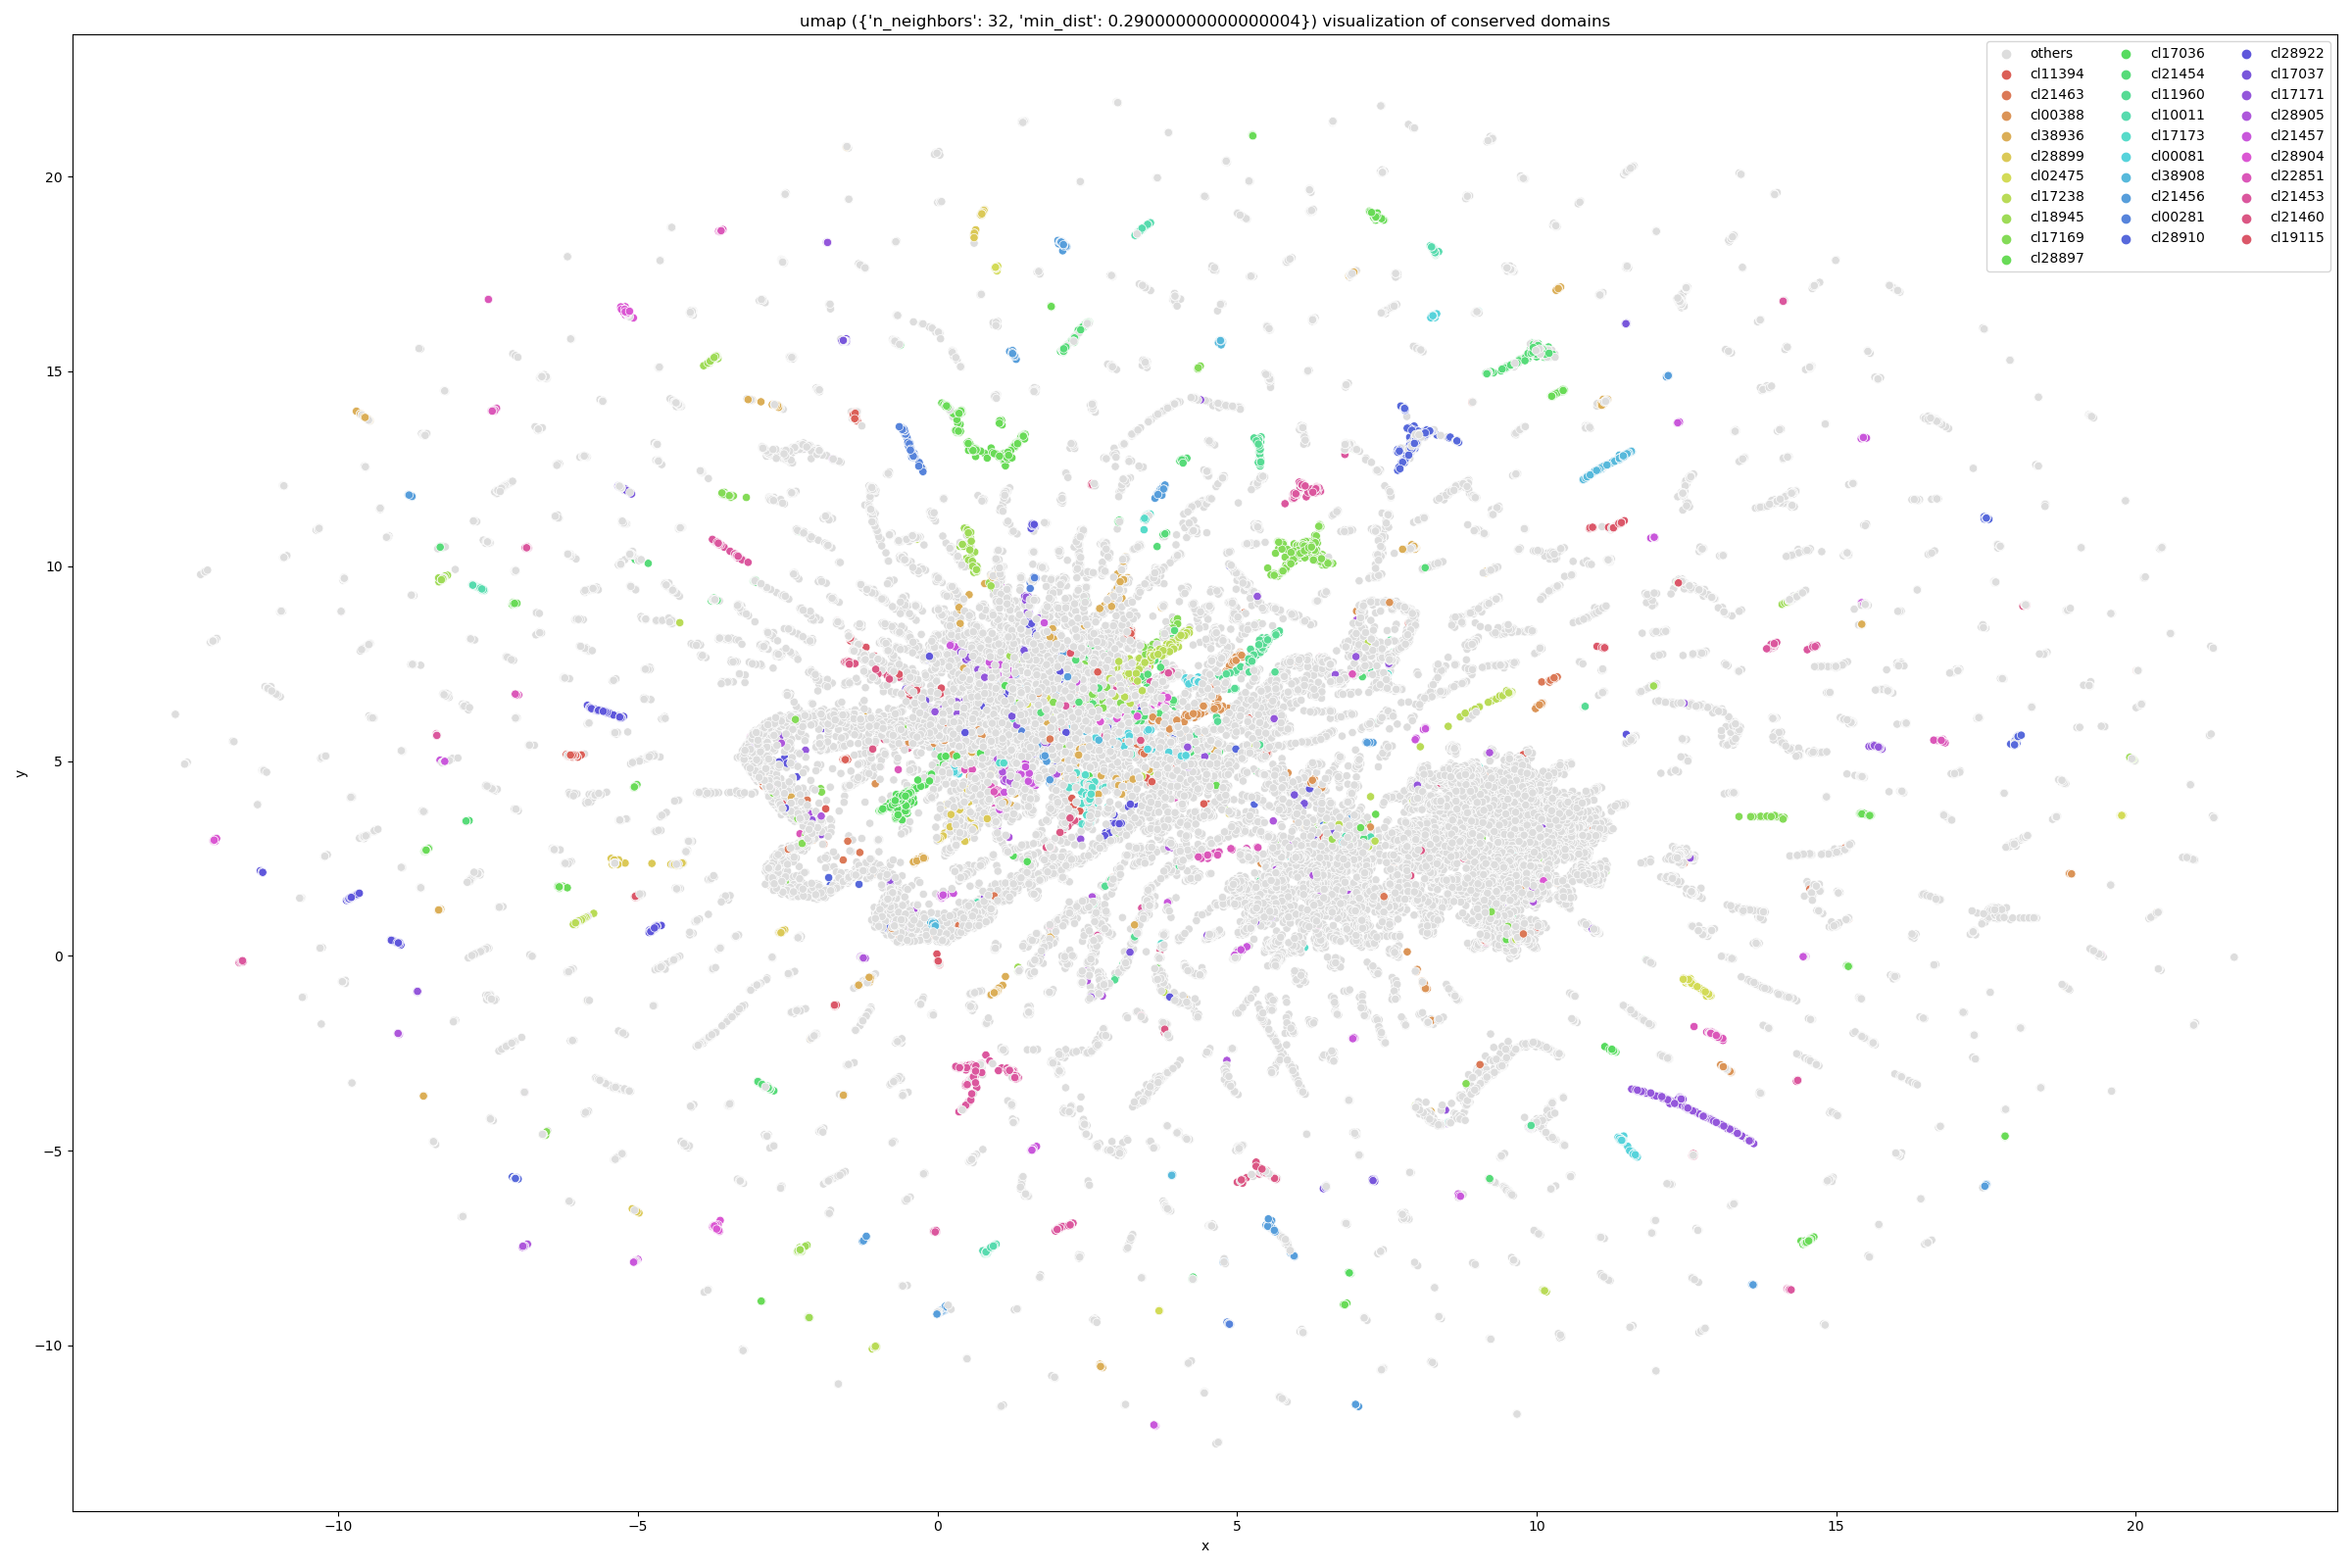 umap ({'n_neighbors': 32, 'min_dist': 0.29000000000000004}) visualization of conserved domains
others
cl11394
cl21463
cl00388
cl38936
cl28899
cl02475
cl17238
cl18945
cl17169
cl28897
cl17036
cl21454
cl11960
cl10011
cl17173
cl00081
cl38908
cl21456
cl00281
cl28910
cl28922
cl17037
cl17171
cl28905
cl21457
cl28904
cl22851
cl21453
cl21460
cl19115
y
20
15
10
5
0
−5
−10
−10 −5 0 5 10 15 20
x